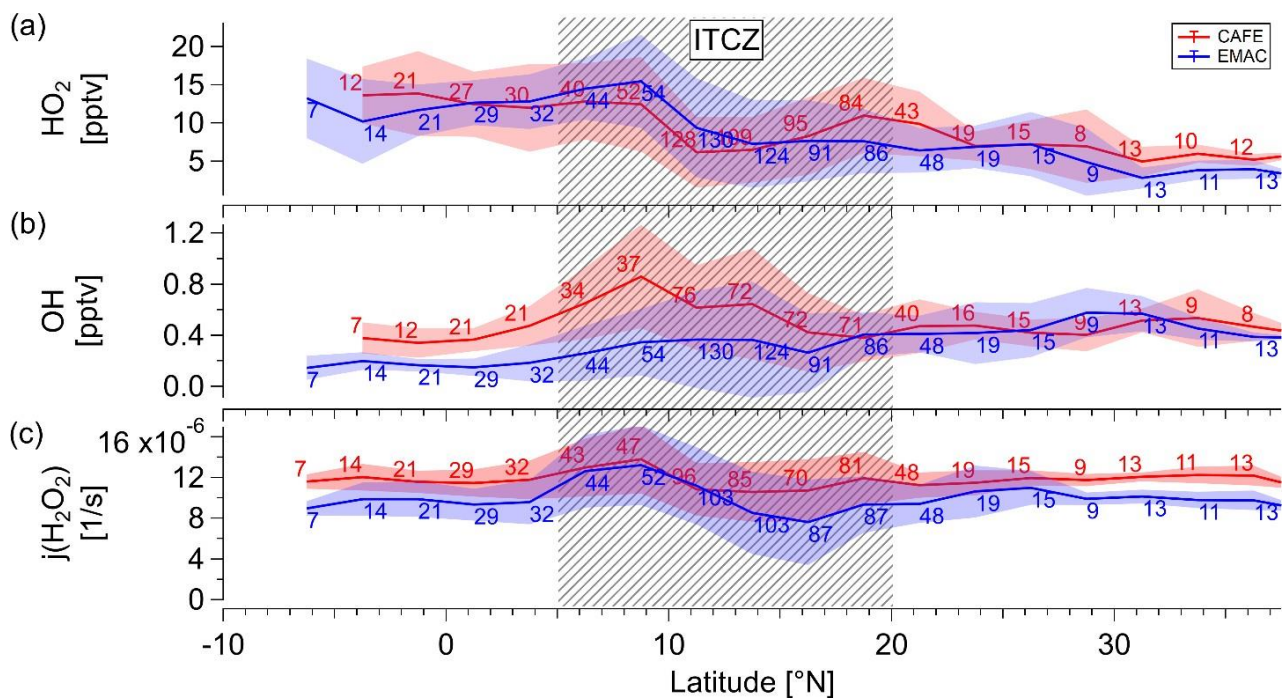 (a)
HO2
[pptv]
20
15
10
5
ITCZ
CAFE
EMAC
12 21 27 30 40 52 128 99 95 84 43 19 15 8 13 10 12
7 14 21 29 32 44 54 130 124 91 86 48 19 15 9 13 11 13
(b)
OH
[pptv]
1.2
0.8
0.4
0.0
7 12 21 21 34 37 76 72 72 71 40 16 15 9 13 9 8
7 14 21 29 32 44 54 130 124 91 86 48 19 15 9 13 11 13
(c)
j(H2O2)
[1/s]
16 x10-6
12
8
4
0
7 14 21 29 32 43 47 96 85 70 81 48 19 15 9 13 11 13
7 14 21 29 32 44 52 103 103 87 87 48 19 15 9 13 11 13
-10 0 10 20 30
Latitude [°N]